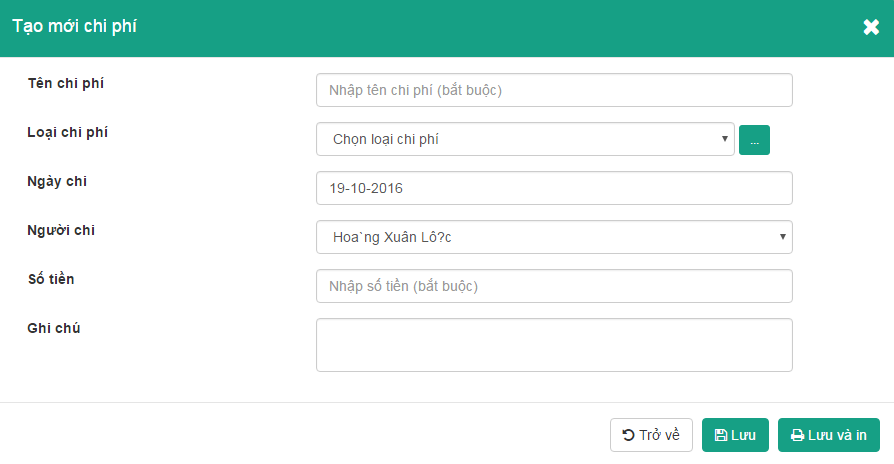 Tạo mới chi phí
Tên chi phí
Nhập tên chi phí (bắt buộc)
Loại chi phí
Chọn loại chi phí
...
Ngày chi
19-10-2016
Người chi
Hoa`ng Xuân Lô?c
Số tiền
Nhập số tiền (bắt buộc)
Ghi chú
Trở về
Lưu
Lưu và in